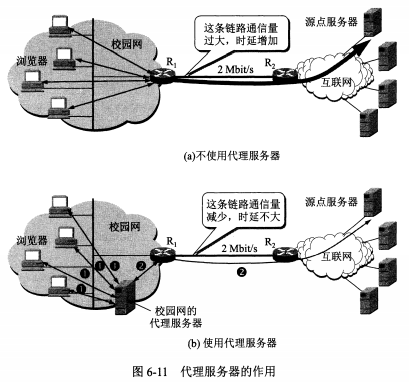 这条链路通信量
过大，时延增加
源点服务器
浏览器
校园网
R₁
2 Mbit/s
R₂
互联网
(a)不使用代理服务器
这条链路通信量
减少，时延不大
源点服务器
浏览器
校园网
R₁
2 Mbit/s
R₂
互联网
❶ ❶ ❶ ❷ ❷
❶
校园网的
代理服务器
(b) 使用代理服务器
图 6-11 代理服务器的作用